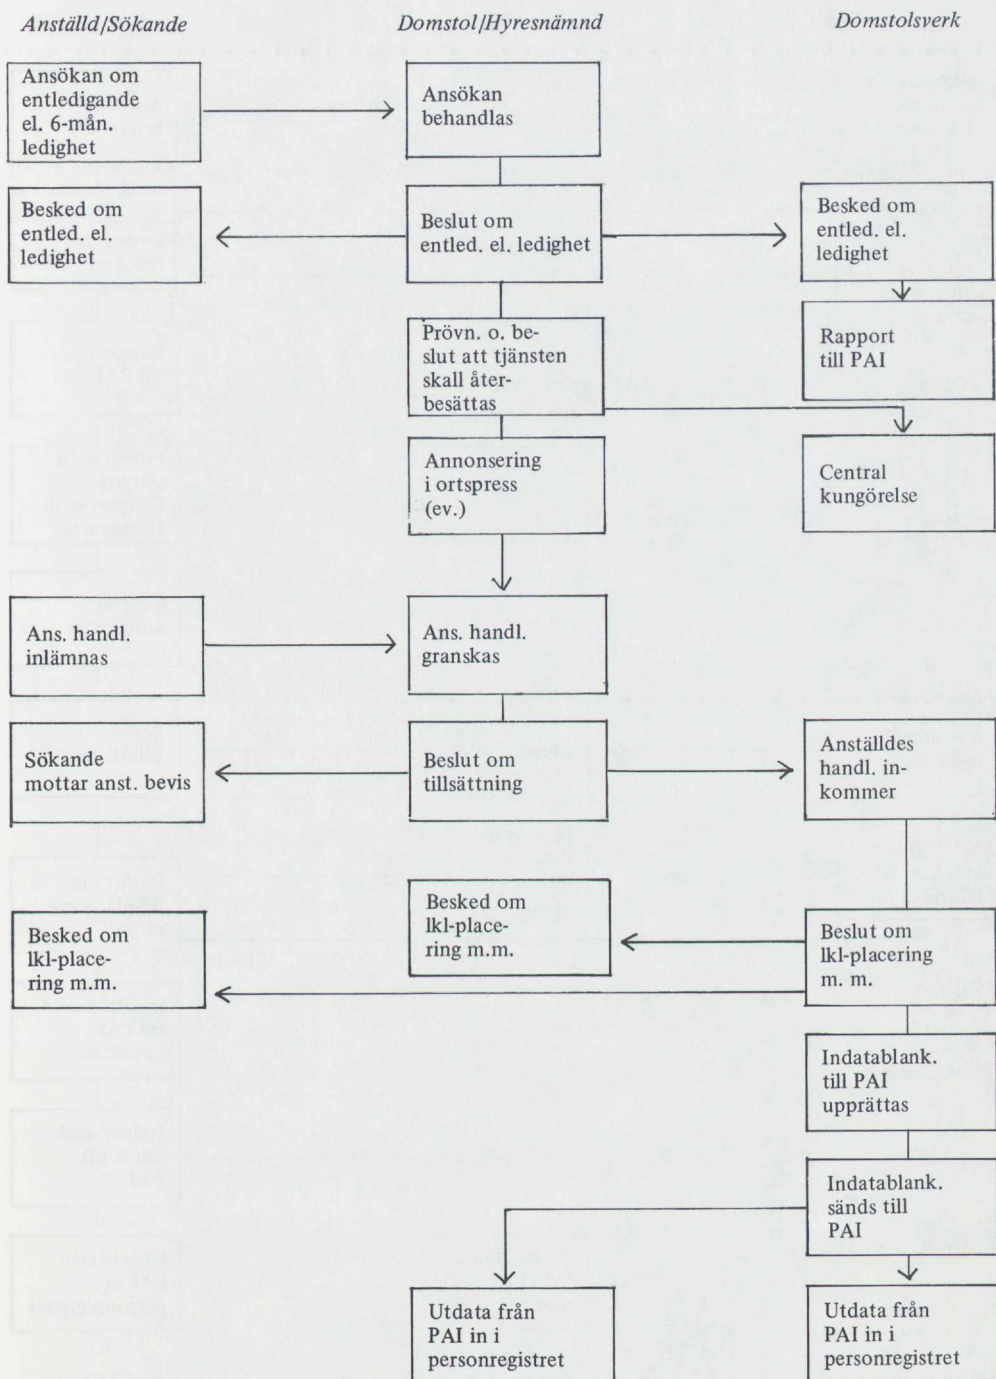 Anställd/Sökande
Domstol/Hyresnämnd
Domstolsverk
Ansökan om
entledigande
el. 6-mån.
ledighet
Ansökan
behandlas
Besked om
entled. el.
ledighet
Beslut om
entled. el. ledighet
Besked om
entled. el.
ledighet
Prövn. o. be-
slut att tjänsten
skall åter-
besättas
Rapport
till PAI
Annonsering
i ortspress
(ev.)
Central
kungörelse
Ans. handl.
inlämnas
Ans. handl.
granskas
Sökande
mottar anst. bevis
Beslut om
tillsättning
Anställdes
handl. in-
kommer
Besked om
lkl-place-
ring m.m.
Besked om
lkl-place-
ring m.m.
Beslut om
lkl-placering
m. m.
Indatablank.
till PAI
upprättas
Indatablank.
sänds till
PAI
Utdata från
PAI in i
personregistret
Utdata från
PAI in i
personregistret